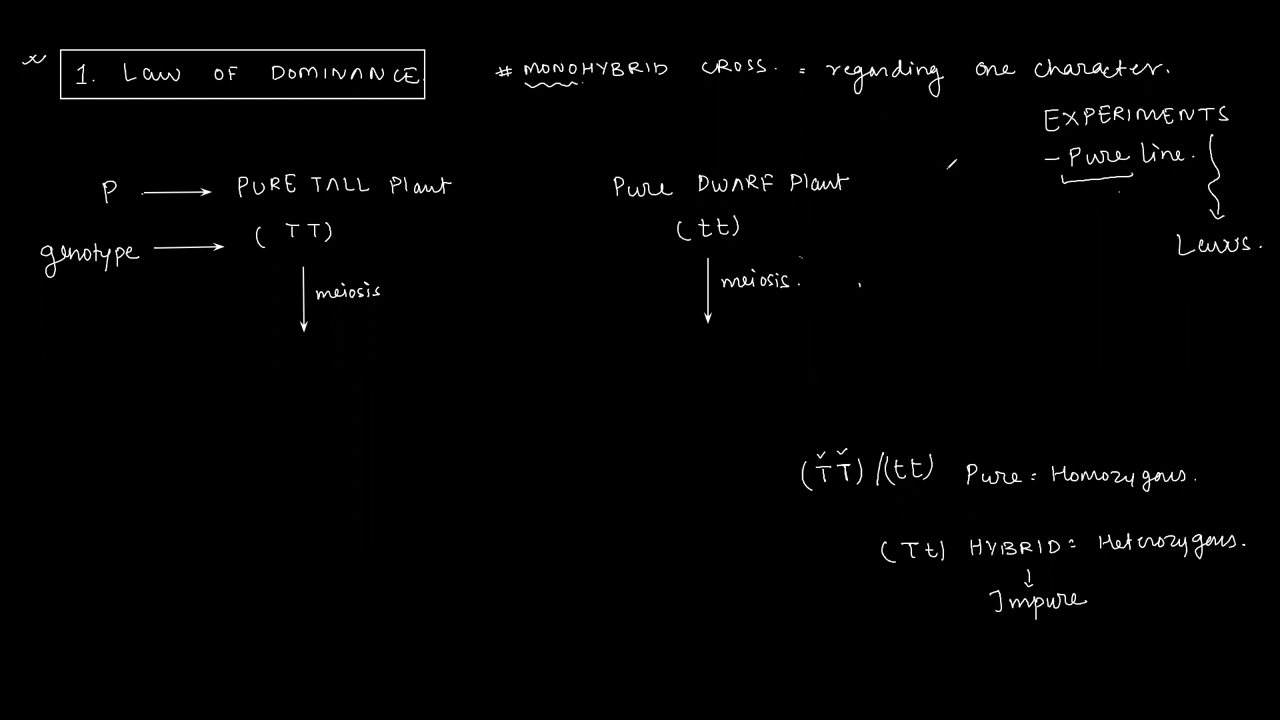 1. LAW OF DOMINANCE
# MONOHYBRID CROSS. = regarding one character.
EXPERIMENTS
- Pure line.
Laws.
P → PURE TALL Plant
Pure DWARF Plant
genotype → (TT)
(tt)
meiosis
meiosis.
(TT)/(tt) Pure = Homozygous.
(Tt) HYBRID = Heterozygous.
↓
Impure